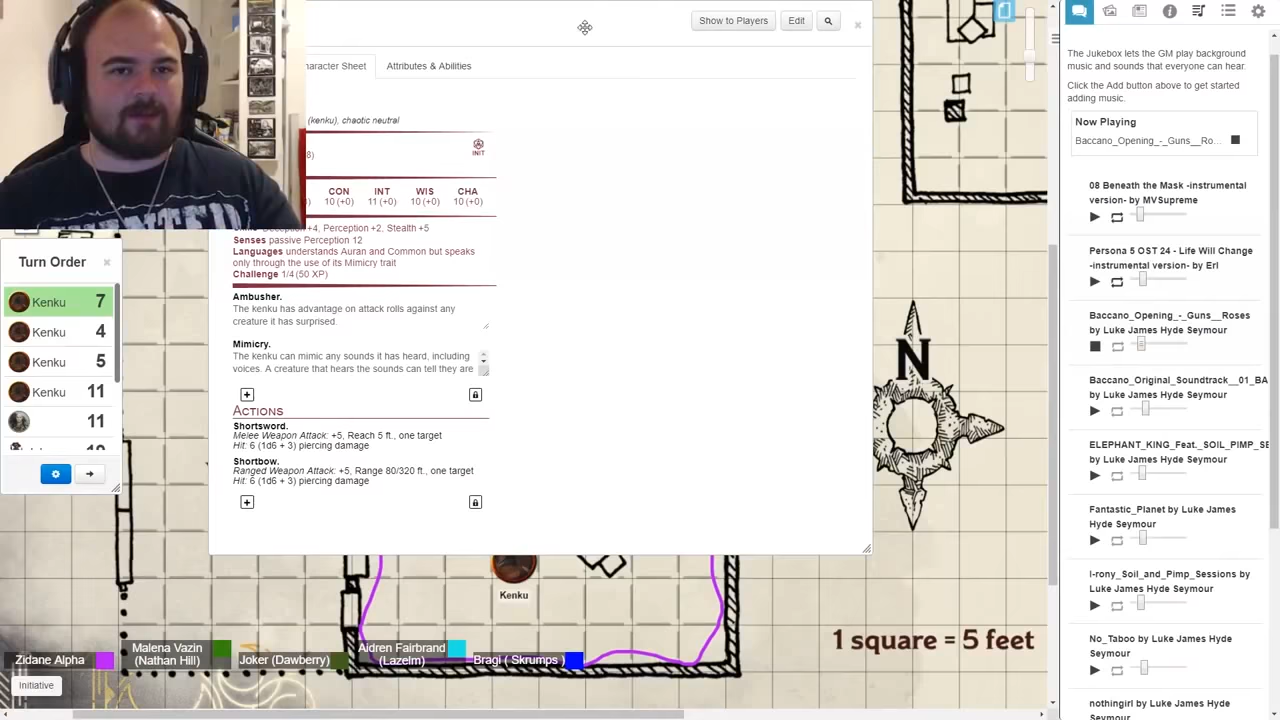 Show to Players
Edit
haracter Sheet
Attributes & Abilities
(kenku), chaotic neutral
8)
INIT
CON
INT
WIS
CHA
10 (+0)
11 (+0)
10 (+0)
10 (+0)
+4, Perception +2, Stealth +5
Senses passive Perception 12
Languages understands Auran and Common but speaks
only through the use of its Mimicry trait
Challenge 1/4 (50 XP)
Ambusher.
The kenku has advantage on attack rolls against any
creature it has surprised.
Mimicry.
The kenku can mimic any sounds it has heard, including
voices. A creature that hears the sounds can tell they are
Actions
Shortsword.
Melee Weapon Attack: +5, Reach 5 ft., one target
Hit: 6 (1d6 + 3) piercing damage
Shortbow.
Ranged Weapon Attack: +5, Range 80/320 ft., one target
Hit: 6 (1d6 + 3) piercing damage
Turn Order
Kenku 7
Kenku 4
Kenku 5
Kenku 11
11
N
Kenku
1 square = 5 feet
Zidane Alpha
Malena Vazin
(Nathan Hill)
Joker (Dawberry)
Aidren Fairbrand
(Lazelm)
Bragi ( Skrumps )
Initiative
The Jukebox lets the GM play background
music and sounds that everyone can hear.
Click the Add button above to get started
adding music.
Now Playing
Baccano_Opening_-_Guns__Ro...
08 Beneath the Mask -instrumental
version- by MVSupreme
Persona 5 OST 24 - Life Will Change
-instrumental version- by Erl
Baccano_Opening_-_Guns__Roses
by Luke James Hyde Seymour
Baccano_Original_Soundtrack__01_BA
by Luke James Hyde Seymour
ELEPHANT_KING_Feat._SOIL_PIMP_SE
by Luke James Hyde Seymour
Fantastic_Planet by Luke James
Hyde Seymour
I-rony_Soil_and_Pimp_Sessions by
Luke James Hyde Seymour
No_Taboo by Luke James Hyde
Seymour
nothingirl by Luke James Hyde
Seymour